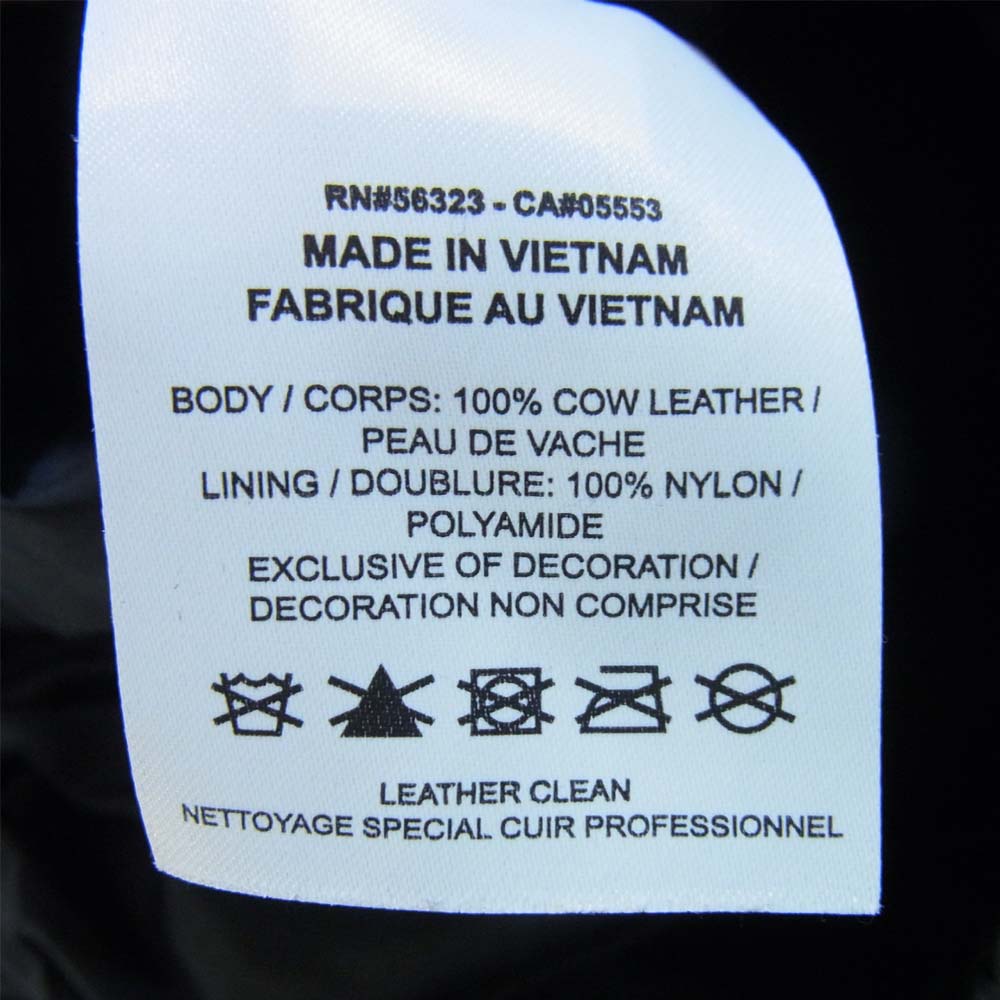 RN#56323 - CA#05553
MADE IN VIETNAM
FABRIQUE AU VIETNAM
BODY / CORPS: 100% COW LEATHER /
PEAU DE VACHE
LINING / DOUBLURE: 100% NYLON /
POLYAMIDE
EXCLUSIVE OF DECORATION /
DECORATION NON COMPRISE
LEATHER CLEAN
NETTOYAGE SPECIAL CUIR PROFESSIONNEL